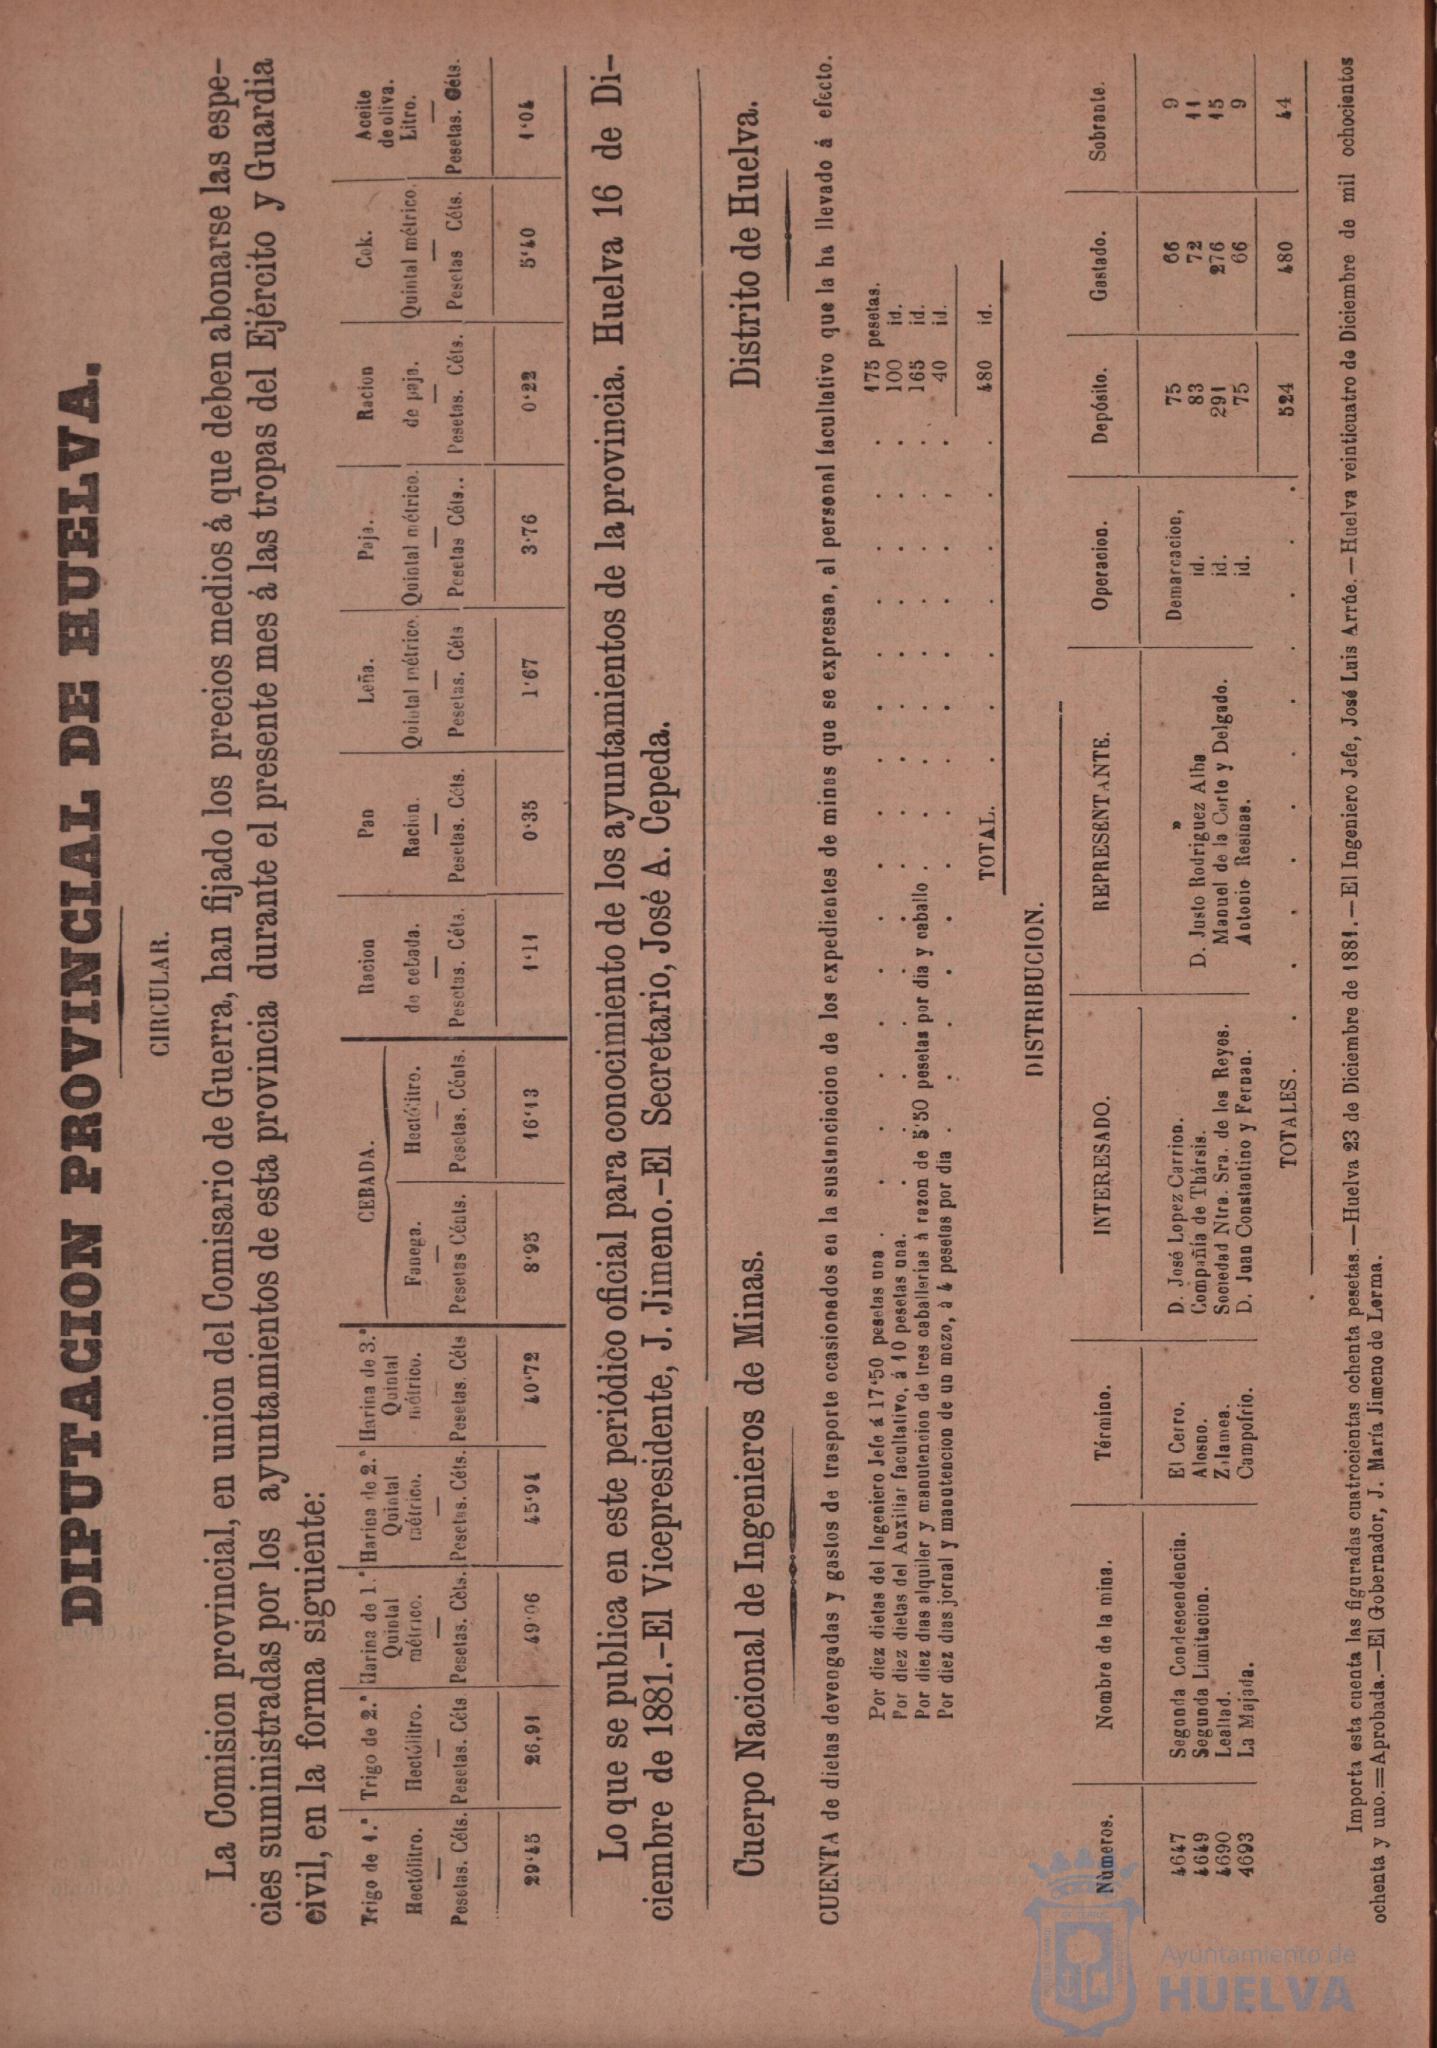 DIPUTACION PROVINCIAL DE HUELVA.
CIRCULAR.
La Comision provincial, en union del Comisario de Guerra, han fijado los precios medios á que deben abonarse las espe-
cies suministradas por los ayuntamientos de esta provincia durante el presente mes á las tropas del Ejército y Guardia
civil, en la forma siguiente:
Trigo de 1.ª Trigo de 2.ª Harina de 1.ª Harina de 2.ª Harina de 3.ª CEBADA. Racion Pan Leña. Paja. Racion Cok. Aceite de oliva.
Hectólitro. Hectólitro. Quintal métrico. Quintal métrico. Quintal métrico. Fanega. Hectólitro. de cebada. Racion. Quintal métrico. Quintal métrico. de paja. Quintal métrico. Litro.
Pesetas. Céts. Pesetas. Céts Pesetas. Céts. Pesetas. Céts. Pesetas. Céts Pesetas Cénts. Pesetas. Cénts. Pesetas. Céts. Pesetas. Céts. Pesetas. Céts Pesetas Céts.. Pesetas. Céts. Pesetas Céts. Pesetas. Céts.
29'45 26,91 49'06 45'94 40'72 8'95 16'13 1'11 0'35 1'67 3'76 0'22 5'40 1'04
Lo que se publica en este periódico oficial para conocimiento de los ayuntamientos de la provincia. Huelva 16 de Di-
ciembre de 1881.-El Vicepresidente, J. Jimeno.-El Secretario, José A. Cepeda.
Cuerpo Nacional de Ingenieros de Minas. Distrito de Huelva.
CUENTA de dietas devengadas y gastos de trasporte ocasionados en la sustanciacion de los expedientes de minas que se expresan, al personal facultativo que la ha llevado á efecto.
Por diez dietas del Ingeniero Jefe á 17'50 pesetas una . . . . . . . . . . . . . . . 175 pesetas.
Por diez dietas del Auxiliar facultativo, á 10 pesetas una. . . . . . . . . . . . . . . 100 id.
Por diez dias alquiler y manutencion de tres caballerias à razon de 5'50 pesetas por dia y caballo . . . . . . . . . 165 id.
Por diez dias jornal y manutencion de un mozo, à 4 pesetas por dia . . . . . . . . . . . . . . 40 id.
TOTAL. . . . . . . . 480 id.
DISTRIBUCION.
Números. Nombre de la mina. Término. INTERESADO. REPRESENTANTE. Operacion. Depósito. Gastado. Sobrante.
4647 Segunda Condescendencia. El Cerro. D. José Lopez Carrion. D. Justo Rodriguez Alba Demarcacion, 75 66 9
4649 Segunda Limitacion. Alosno. Compañia de Thársis. » id. 83 72 11
4690 Lealtad. Zalamea. Sociedad Ntra. Sra. de los Reyes. Manuel de la Corte y Delgado. id. 291 276 15
4693 La Majada. Campofrio. D. Juan Constantino y Fernan. Antonio Resinas. id. 75 66 9
TOTALES. . . . . . . . . . . . 524 480 44
Importa esta cuenta las figuradas cuatrocientas ochenta pesetas.—Huelva 23 de Diciembre de 1881.—El Ingeniero Jefe, José Luis Arrúe.—Huelva veinticuatro de Diciembre de mil ochocientos
ochenta y uno.=Aprobada.—El Gobernador, J. María Jimeno de Lerma.
Ayuntamiento de
HUELVA